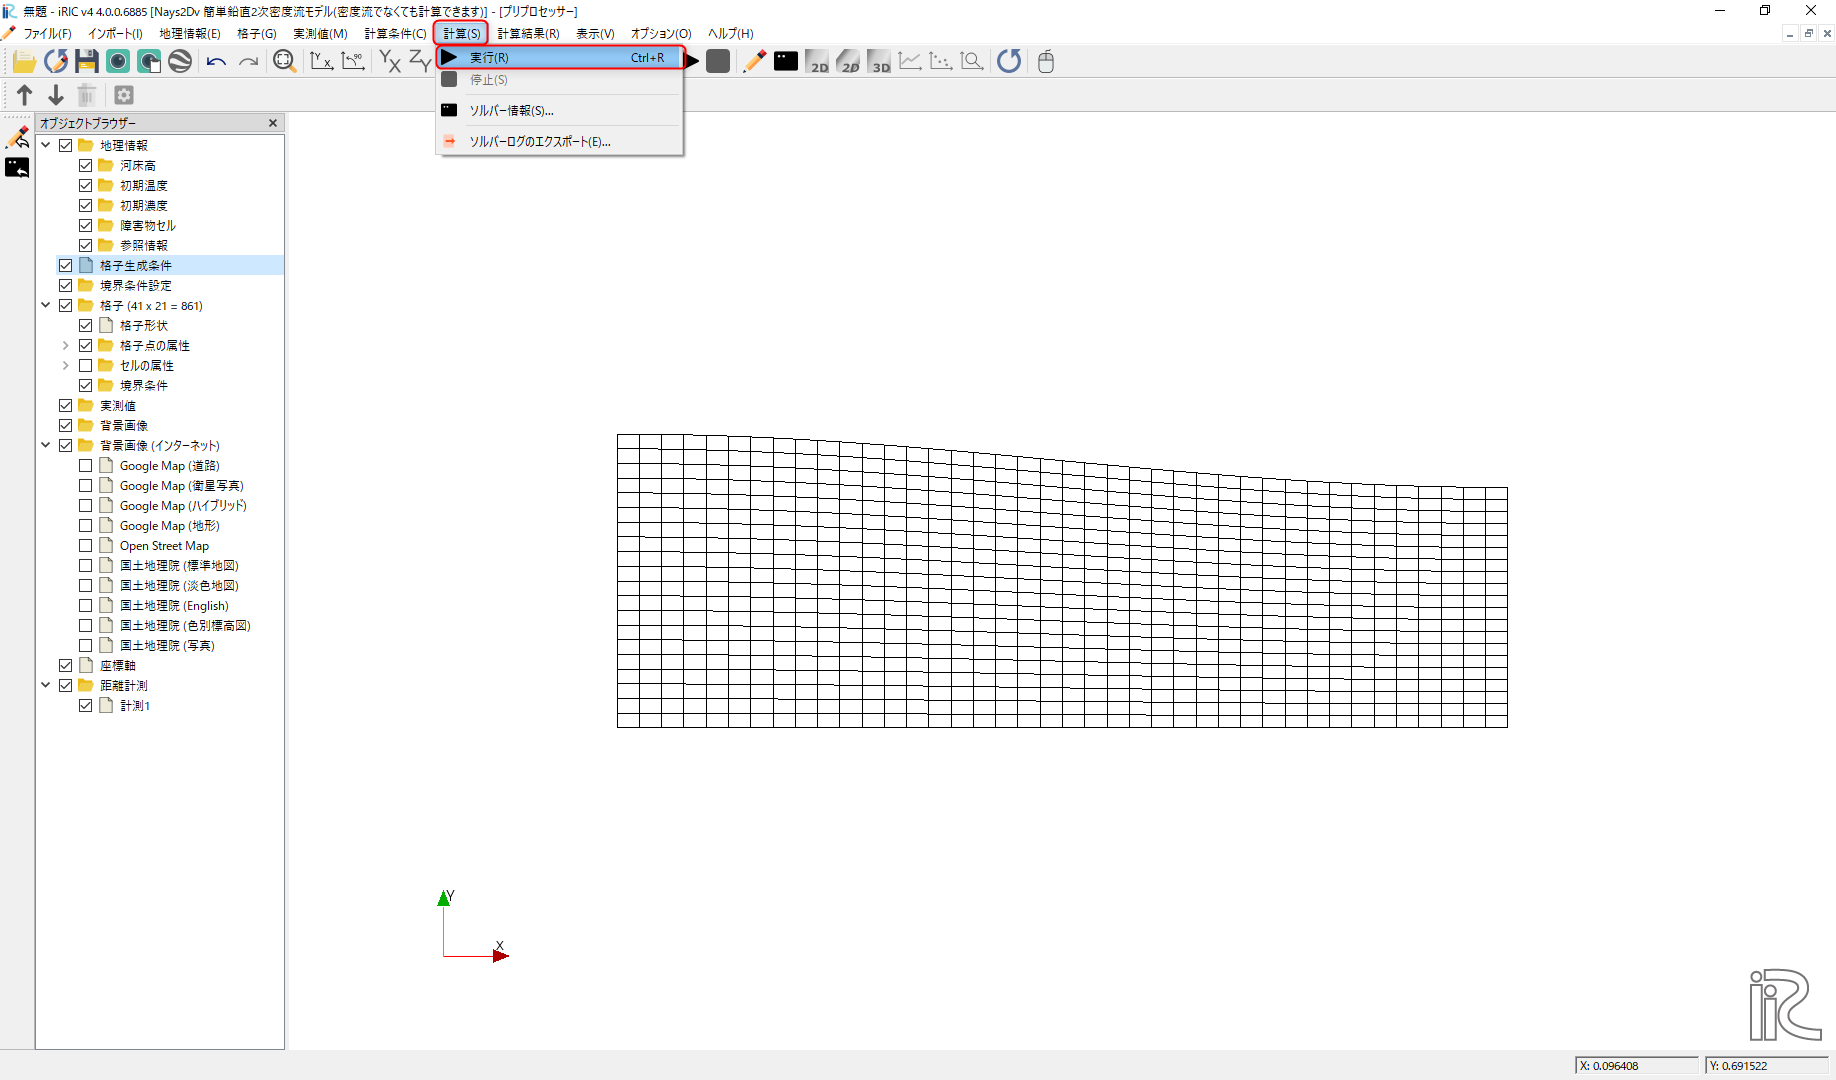 無題 - iRIC v4 4.0.0.6885 [Nays2Dv 簡単鉛直2次密度流モデル(密度流でなくても計算できます)] - [プリプロセッサー]
ファイル(F) インポート(I) 地理情報(E) 格子(G) 実測値(M) 計算条件(C) 計算(S) 計算結果(R) 表示(V) オプション(O) ヘルプ(H)
実行(R) Ctrl+R
停止(S)
ソルバー情報(S)...
ソルバーログのエクスポート(E)...
2D 2D 3D
オブジェクトブラウザー
地理情報
河床高
初期温度
初期濃度
障害物セル
参照情報
格子生成条件
境界条件設定
格子 (41 x 21 = 861)
格子形状
格子点の属性
セルの属性
境界条件
実測値
背景画像
背景画像 (インターネット)
Google Map (道路)
Google Map (衛星写真)
Google Map (ハイブリッド)
Google Map (地形)
Open Street Map
国土地理院 (標準地図)
国土地理院 (淡色地図)
国土地理院 (English)
国土地理院 (色別標高図)
国土地理院 (写真)
座標軸
距離計測
計測1
Y
X
iRIC
X: 0.096408
Y: 0.691522